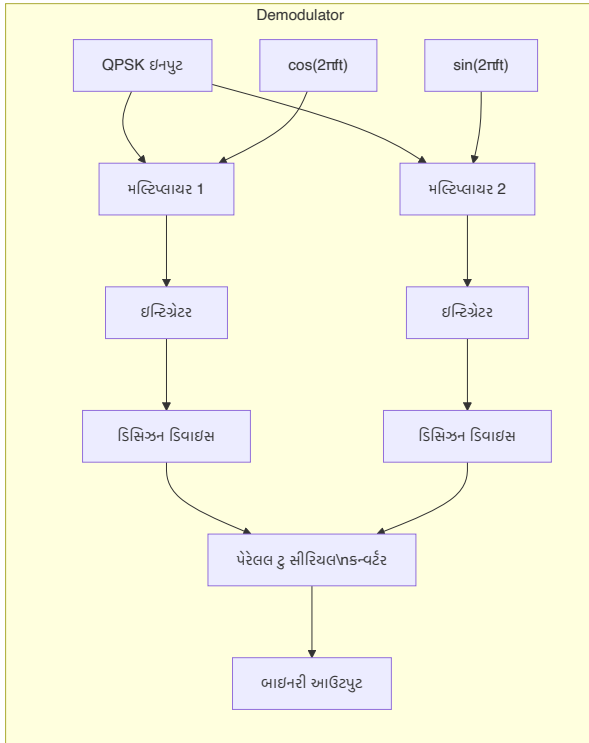 Demodulator
QPSK ઇનપુટ
cos(2πft)
sin(2πft)
મલ્ટિપ્લાયર 1
મલ્ટિપ્લાયર 2
ઇન્ટિગ્રેટર
ઇન્ટિગ્રેટર
ડિસિઝન ડિવાઇસ
ડિસિઝન ડિવાઇસ
પેરેલલ ટુ સીરિયલ\nકન્વર્ટર
બાઇનરી આઉટપુટ